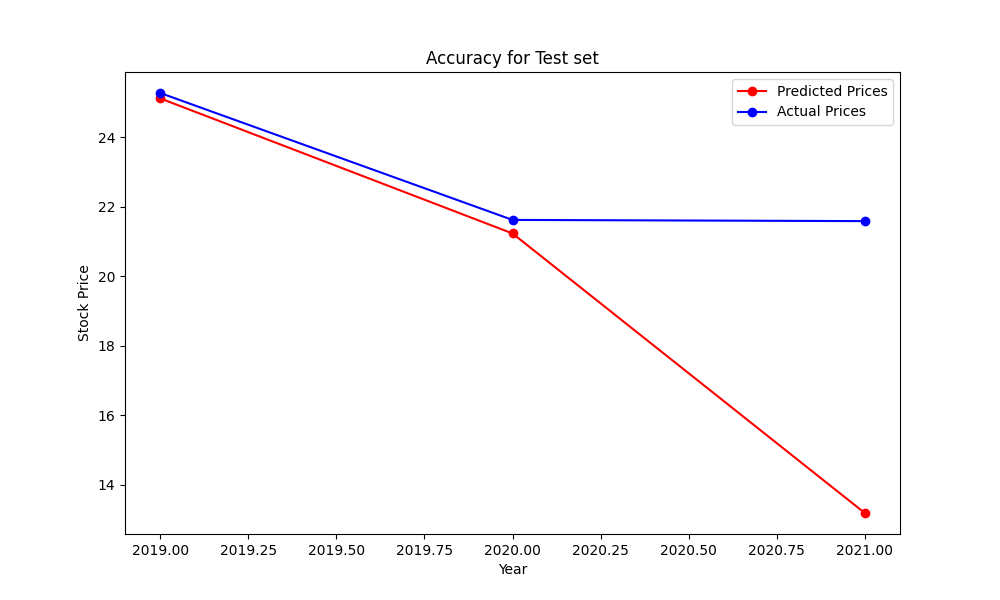 Accuracy for Test set
Predicted Prices
Actual Prices
24
22
20
18
16
14
Stock Price
2019.00 2019.25 2019.50 2019.75 2020.00 2020.25 2020.50 2020.75 2021.00
Year